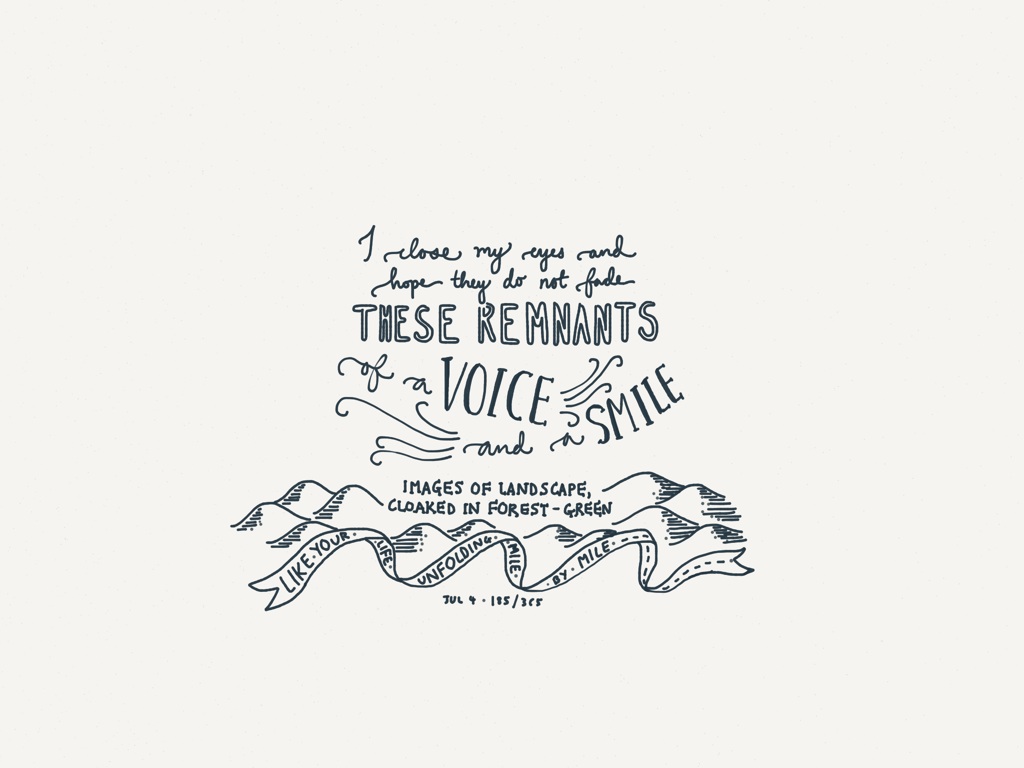 I close my eyes and
hope they do not fade
THESE REMNANTS
of a VOICE
and a SMILE
IMAGES OF LANDSCAPE,
CLOAKED IN FOREST-GREEN
LIKE·YOUR· LIFE· UNFOLDING· MILE ·BY·MILE·
JUL 4 · 185/365